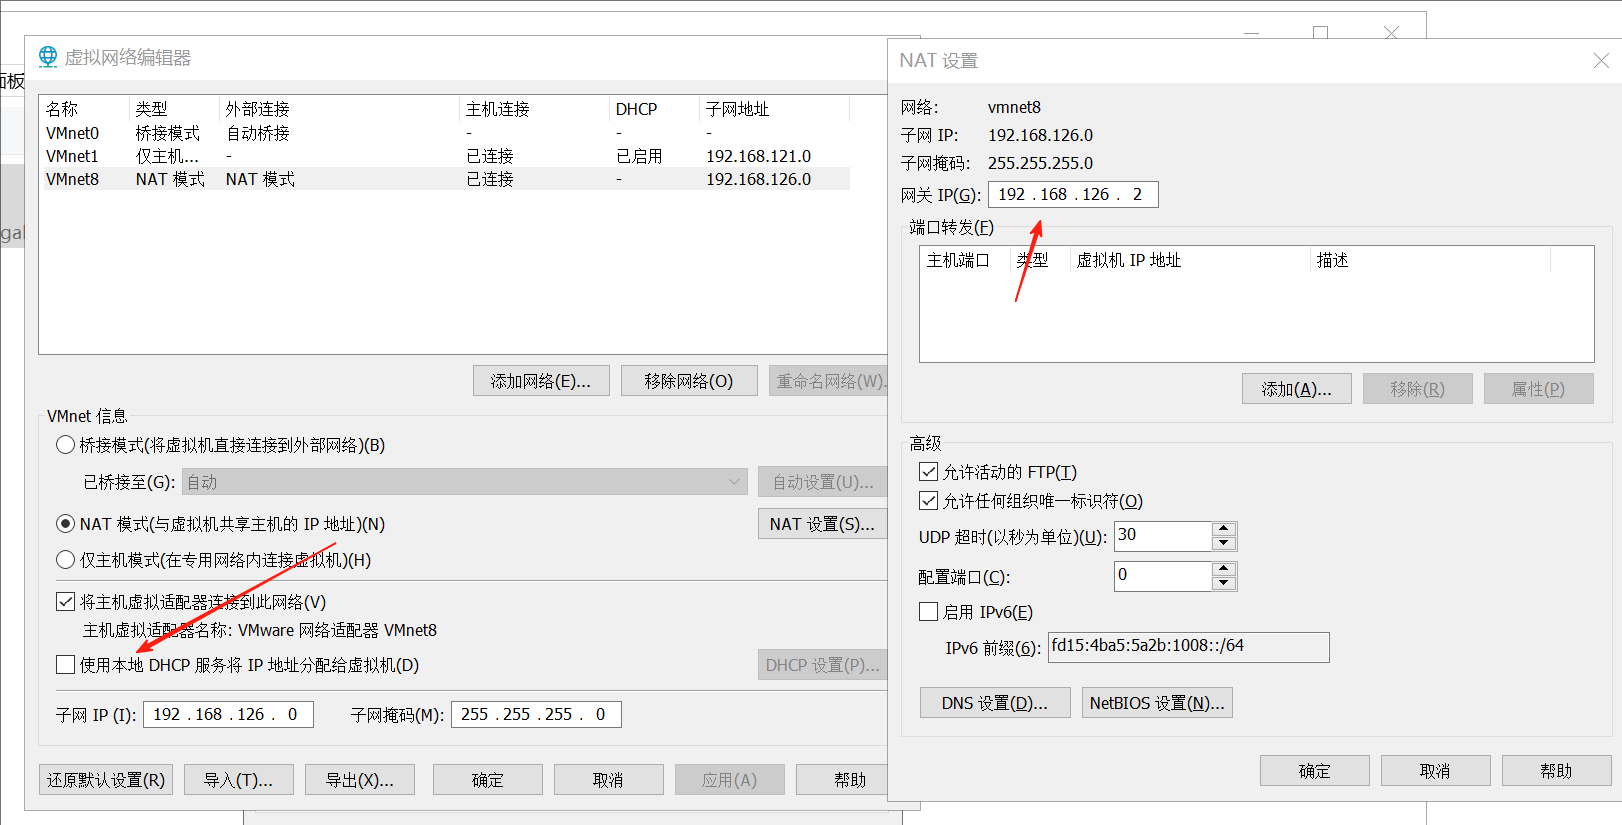 面板
gal
虚拟网络编辑器
名称 类型 外部连接 主机连接 DHCP 子网地址
VMnet0 桥接模式 自动桥接 - - -
VMnet1 仅主机... - 已连接 已启用 192.168.121.0
VMnet8 NAT 模式 NAT 模式 已连接 - 192.168.126.0
添加网络(E)... 移除网络(O) 重命名网络(W)...
VMnet 信息
桥接模式(将虚拟机直接连接到外部网络)(B)
已桥接至(G): 自动 自动设置(U)...
NAT 模式(与虚拟机共享主机的 IP 地址)(N) NAT 设置(S)...
仅主机模式(在专用网络内连接虚拟机)(H)
将主机虚拟适配器连接到此网络(V)
主机虚拟适配器名称: VMware 网络适配器 VMnet8
使用本地 DHCP 服务将 IP 地址分配给虚拟机(D) DHCP 设置(P)...
子网 IP (I): 192 . 168 . 126 . 0 子网掩码(M): 255 . 255 . 255 . 0
还原默认设置(R) 导入(T)... 导出(X)... 确定 取消 应用(A) 帮助
NAT 设置
网络: vmnet8
子网 IP: 192.168.126.0
子网掩码: 255.255.255.0
网关 IP(G): 192 . 168 . 126 . 2
端口转发(F)
主机端口 类型 虚拟机 IP 地址 描述
添加(A)... 移除(R) 属性(P)
高级
允许活动的 FTP(T)
允许任何组织唯一标识符(O)
UDP 超时(以秒为单位)(U): 30
配置端口(C): 0
启用 IPv6(E)
IPv6 前缀(6): fd15:4ba5:5a2b:1008::/64
DNS 设置(D)... NetBIOS 设置(N)...
确定 取消 帮助